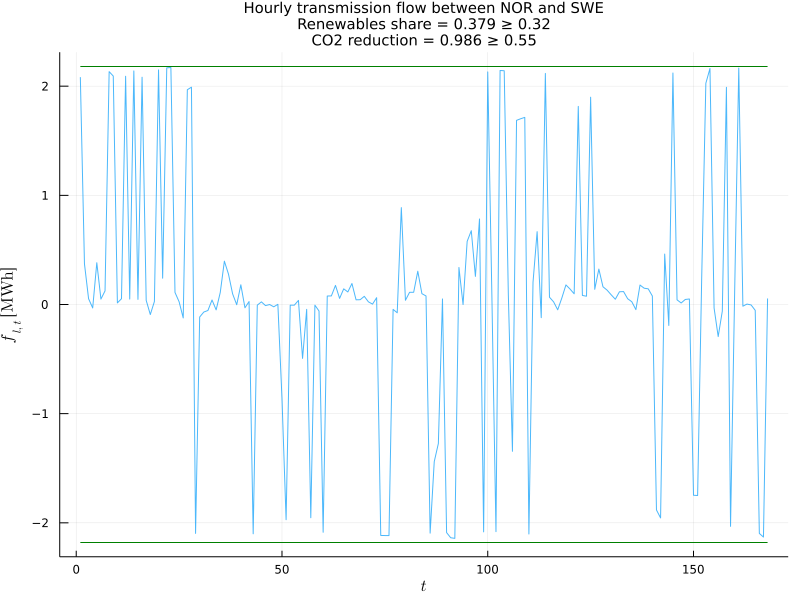 Hourly transmission flow between NOR and SWE
Renewables share = 0.379 ≥ 0.32
CO2 reduction = 0.986 ≥ 0.55
2
1
0
−1
−2
f_{l,t} [MWh]
0 50 100 150
t